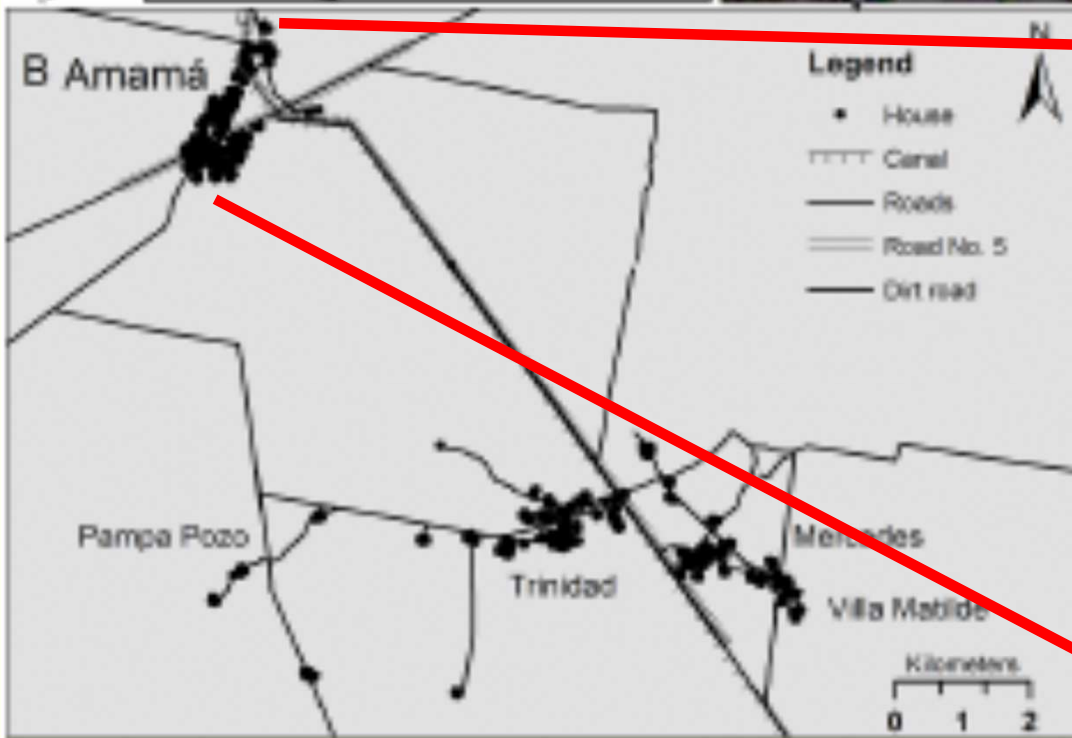 B Amamá
N
Legend
House
Canal
Roads
Road No. 5
Dirt road
Pampa Pozo
Mercedes
Trinidad
Villa Matilde
Kilometers
0 1 2